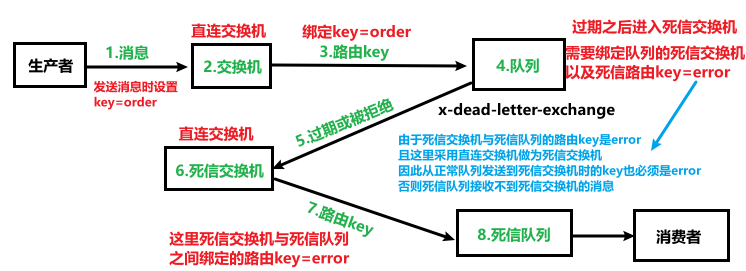 直连交换机
绑定key=order
过期之后进入死信交换机
生产者
1.消息
2.交换机
3.路由key
4.队列
需要绑定队列的死信交换机
以及死信路由key=error
发送消息时设置
key=order
x-dead-letter-exchange
5.过期或被拒绝
直连交换机
由于死信交换机与死信队列的路由key是error
且这里采用直连交换机做为死信交换机
因此从正常队列发送到死信交换机时的key也必须是error
否则死信队列接收不到死信交换机的消息
6.死信交换机
7.路由key
这里死信交换机与死信队列
之间绑定的路由key=error
8.死信队列
消费者